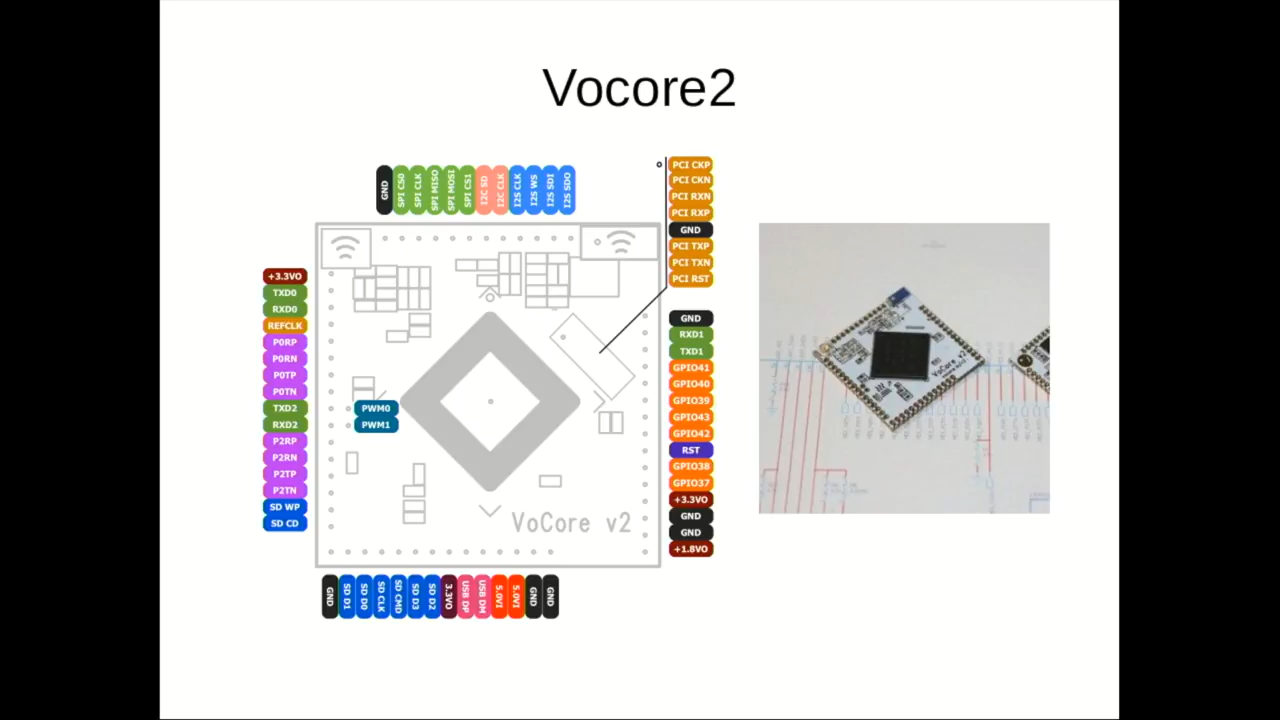 Vocore2
GND
SPI CS0
SPI CLK
SPI MISO
SPI MOSI
SPI CS1
I2C SD
I2C CLK
I2S CLK
I2S WS
I2S SDI
I2S SDO
PCI CKP
PCI CKN
PCI RXN
PCI RXP
GND
PCI TXP
PCI TXN
PCI RST
+3.3VO
TXD0
RXD0
REFCLK
P0RP
P0RN
P0TP
P0TN
TXD2
RXD2
P2RP
P2RN
P2TP
P2TN
SD WP
SD CD
PWM0
PWM1
VoCore v2
GND
RXD1
TXD1
GPIO41
GPIO40
GPIO39
GPIO43
GPIO42
RST
GPIO38
GPIO37
+3.3VO
GND
GND
+1.8VO
GND
SD D1
SD D0
SD CLK
SD CMD
SD D3
SD D2
3.3VO
USB DP
USB DM
5.0VI
5.0VI
GND
GND
VoCore v2